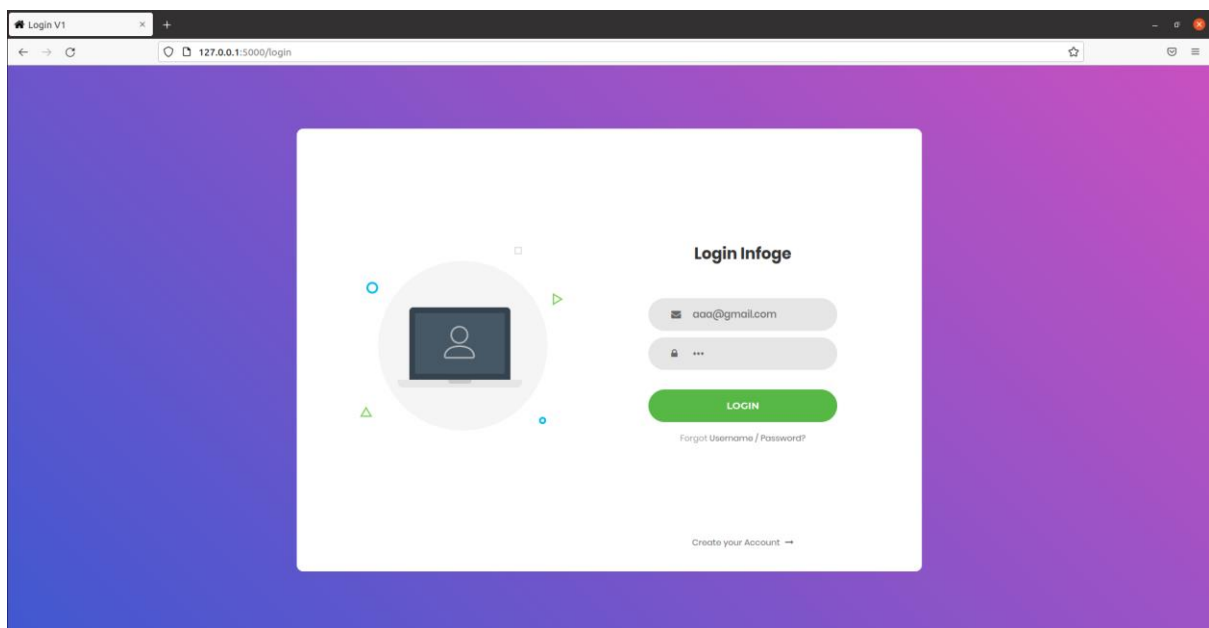 Login V1
127.0.0.1:5000/login
Login Infoge
aaa@gmail.com
•••
LOGIN
Forgot Username / Password?
Create your Account →